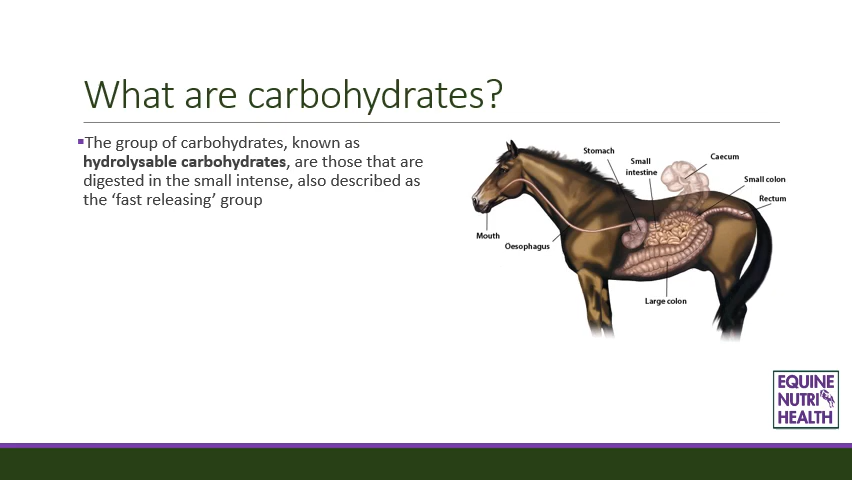 What are carbohydrates?
▪The group of carbohydrates, known as
hydrolysable carbohydrates, are those that are
digested in the small intense, also described as
the ‘fast releasing’ group
Stomach
Small
intestine
Caecum
Small colon
Rectum
Mouth
Oesophagus
Large colon
EQUINE
NUTRI
HEALTH